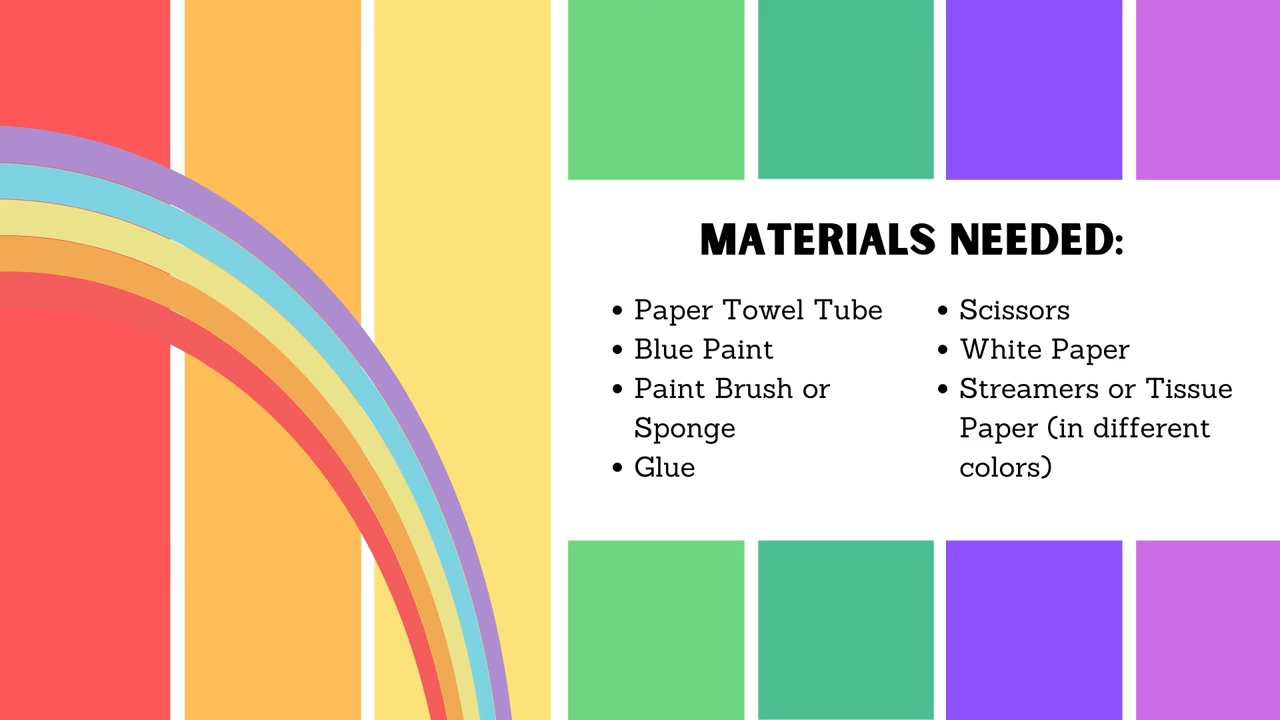 MATERIALS NEEDED:
• Paper Towel Tube
• Blue Paint
• Paint Brush or
Sponge
• Glue
• Scissors
• White Paper
• Streamers or Tissue
Paper (in different
colors)